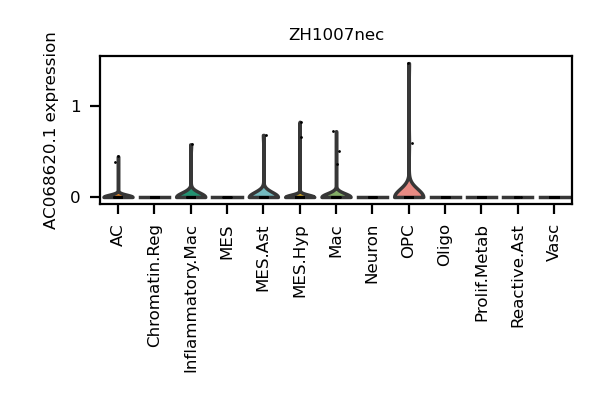 ZH1007nec
AC068620.1 expression
1
0
AC
Chromatin.Reg
Inflammatory.Mac
MES
MES.Ast
MES.Hyp
Mac
Neuron
OPC
Oligo
Prolif.Metab
Reactive.Ast
Vasc